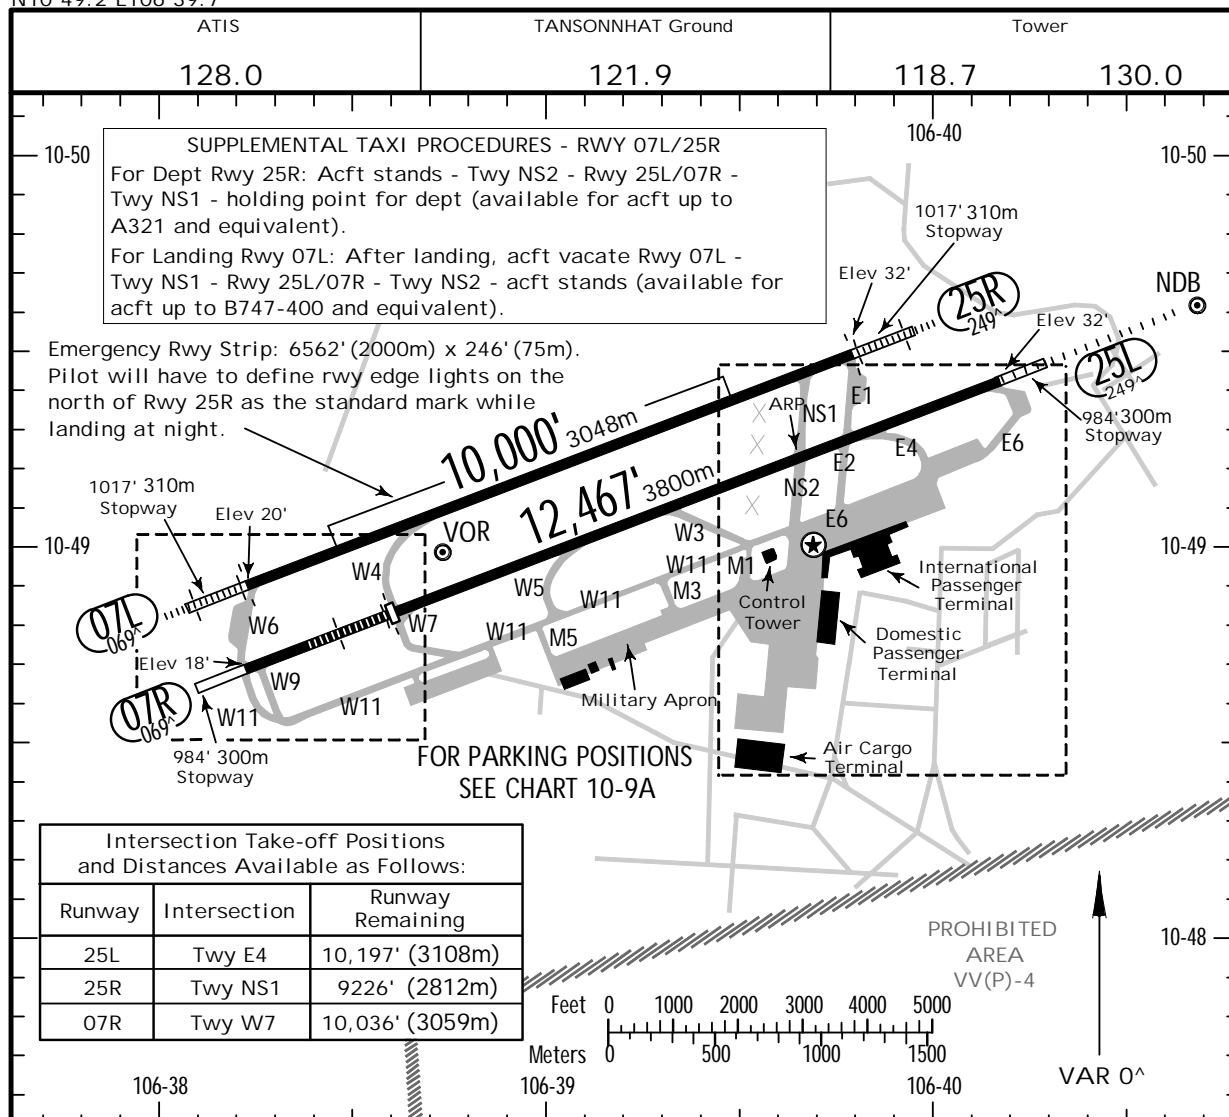 N10 49.2 E106 39.7
ATIS
TANSONNHAT Ground
Tower
128.0
121.9
118.7
130.0
106-40
10-50
10-50
SUPPLEMENTAL TAXI PROCEDURES - RWY 07L/25R
For Dept Rwy 25R: Acft stands - Twy NS2 - Rwy 25L/07R -
Twy NS1 - holding point for dept (available for acft up to
A321 and equivalent).
For Landing Rwy 07L: After landing, acft vacate Rwy 07L -
Twy NS1 - Rwy 25L/07R - Twy NS2 - acft stands (available for
acft up to B747-400 and equivalent).
1017' 310m
Stopway
Elev 32'
25R
249^
NDB
Elev 32'
25L
249^
984' 300m
Stopway
Emergency Rwy Strip: 6562' (2000m) x 246' (75m).
Pilot will have to define rwy edge lights on the
north of Rwy 25R as the standard mark while
landing at night.
ARP
NS1
E1
E2
E4
E6
NS2
E6
10,000' 3048m
12,467' 3800m
1017' 310m
Stopway
Elev 20'
VOR
10-49
10-49
W3
W4
W5
W11
M1
M3
W11
Control
Tower
International
Passenger
Terminal
Domestic
Passenger
Terminal
07L
069^
W6
W7
W11
M5
Elev 18'
W9
Military Apron
W11
W11
07R
069^
984' 300m
Stopway
FOR PARKING POSITIONS
SEE CHART 10-9A
Air Cargo
Terminal
Intersection Take-off Positions
and Distances Available as Follows:
Runway Intersection Runway Remaining
25L Twy E4 10,197' (3108m)
25R Twy NS1 9226' (2812m)
07R Twy W7 10,036' (3059m)
PROHIBITED
AREA
VV(P)-4
10-48
Feet 0 1000 2000 3000 4000 5000
Meters 0 500 1000 1500
VAR 0^
106-38
106-39
106-40